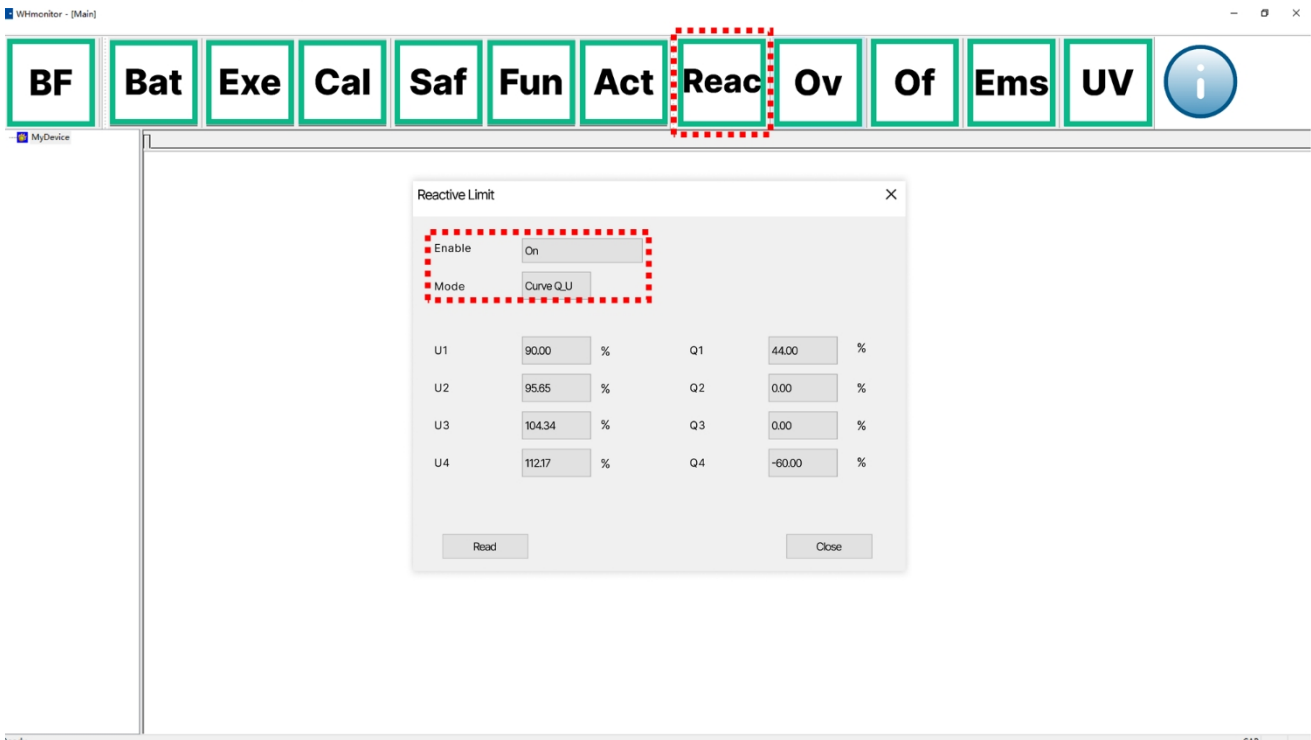 WHmonitor - [Main]
BF Bat Exe Cal Saf Fun Act Reac Ov Of Ems UV i
MyDevice
Reactive Limit
Enable On
Mode Curve Q_U
U1 90.00 % Q1 44.00 %
U2 95.65 % Q2 0.00 %
U3 104.34 % Q3 0.00 %
U4 112.17 % Q4 -60.00 %
Read Close